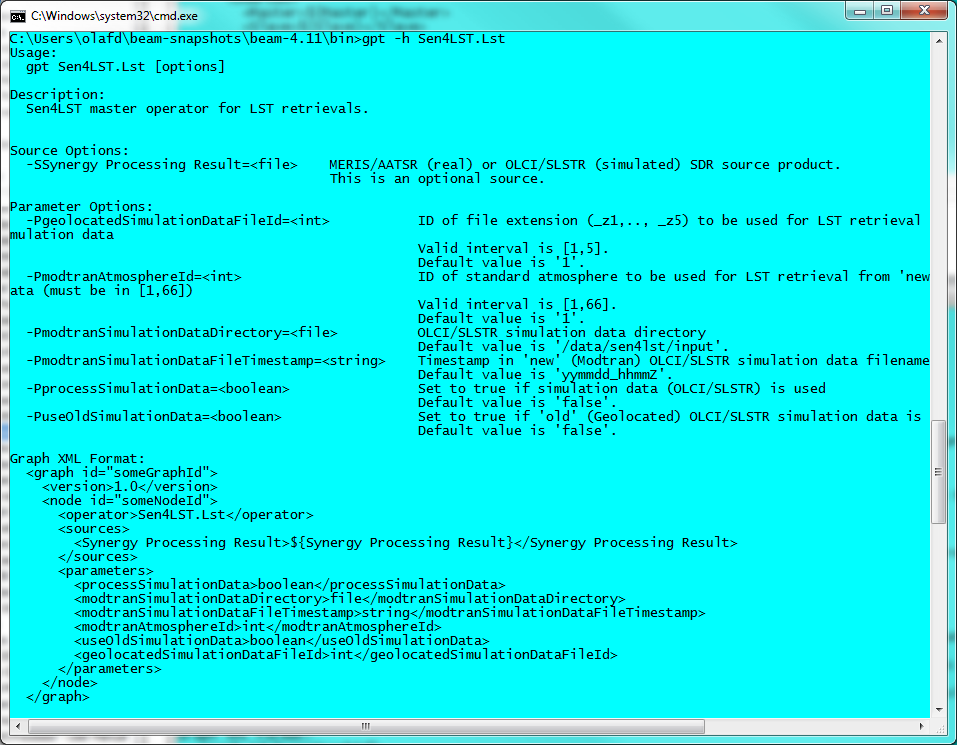 C:\Windows\system32\cmd.exe
C:\Users\olafd\beam-snapshots\beam-4.11\bin>gpt -h Sen4LST.Lst
Usage:
  gpt Sen4LST.Lst [options]

Description:
  Sen4LST master operator for LST retrievals.

Source Options:
  -SSynergy Processing Result=<file>    MERIS/AATSR (real) or OLCI/SLSTR (simulated) SDR source product.
                                        This is an optional source.

Parameter Options:
  -PgeolocatedSimulationDataFileId=<int>           ID of file extension (_z1,.., _z5) to be used for LST retrieval
mulation data
                                                   Valid interval is [1,5].
                                                   Default value is '1'.
  -PmodtranAtmosphereId=<int>                      ID of standard atmosphere to be used for LST retrieval from 'new
ata (must be in [1,66])
                                                   Valid interval is [1,66].
                                                   Default value is '1'.
  -PmodtranSimulationDataDirectory=<file>          OLCI/SLSTR simulation data directory
                                                   Default value is '/data/sen4lst/input'.
  -PmodtranSimulationDataFileTimestamp=<string>    Timestamp in 'new' (Modtran) OLCI/SLSTR simulation data filename
                                                   Default value is 'yymmdd_hhmmZ'.
  -PprocessSimulationData=<boolean>                Set to true if simulation data (OLCI/SLSTR) is used
                                                   Default value is 'false'.
  -PuseOldSimulationData=<boolean>                 Set to true if 'old' (Geolocated) OLCI/SLSTR simulation data is
                                                   Default value is 'false'.

Graph XML Format:
  <graph id="someGraphId">
    <version>1.0</version>
    <node id="someNodeId">
      <operator>Sen4LST.Lst</operator>
      <sources>
        <Synergy Processing Result>${Synergy Processing Result}</Synergy Processing Result>
      </sources>
      <parameters>
        <processSimulationData>boolean</processSimulationData>
        <modtranSimulationDataDirectory>file</modtranSimulationDataDirectory>
        <modtranSimulationDataFileTimestamp>string</modtranSimulationDataFileTimestamp>
        <modtranAtmosphereId>int</modtranAtmosphereId>
        <useOldSimulationData>boolean</useOldSimulationData>
        <geolocatedSimulationDataFileId>int</geolocatedSimulationDataFileId>
      </parameters>
    </node>
  </graph>